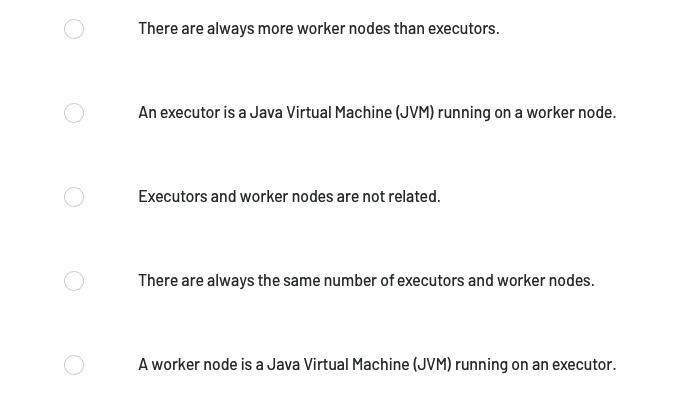 There are always more worker nodes than executors.
An executor is a Java Virtual Machine (JVM) running on a worker node.
Executors and worker nodes are not related.
There are always the same number of executors and worker nodes.
A worker node is a Java Virtual Machine (JVM) running on an executor.